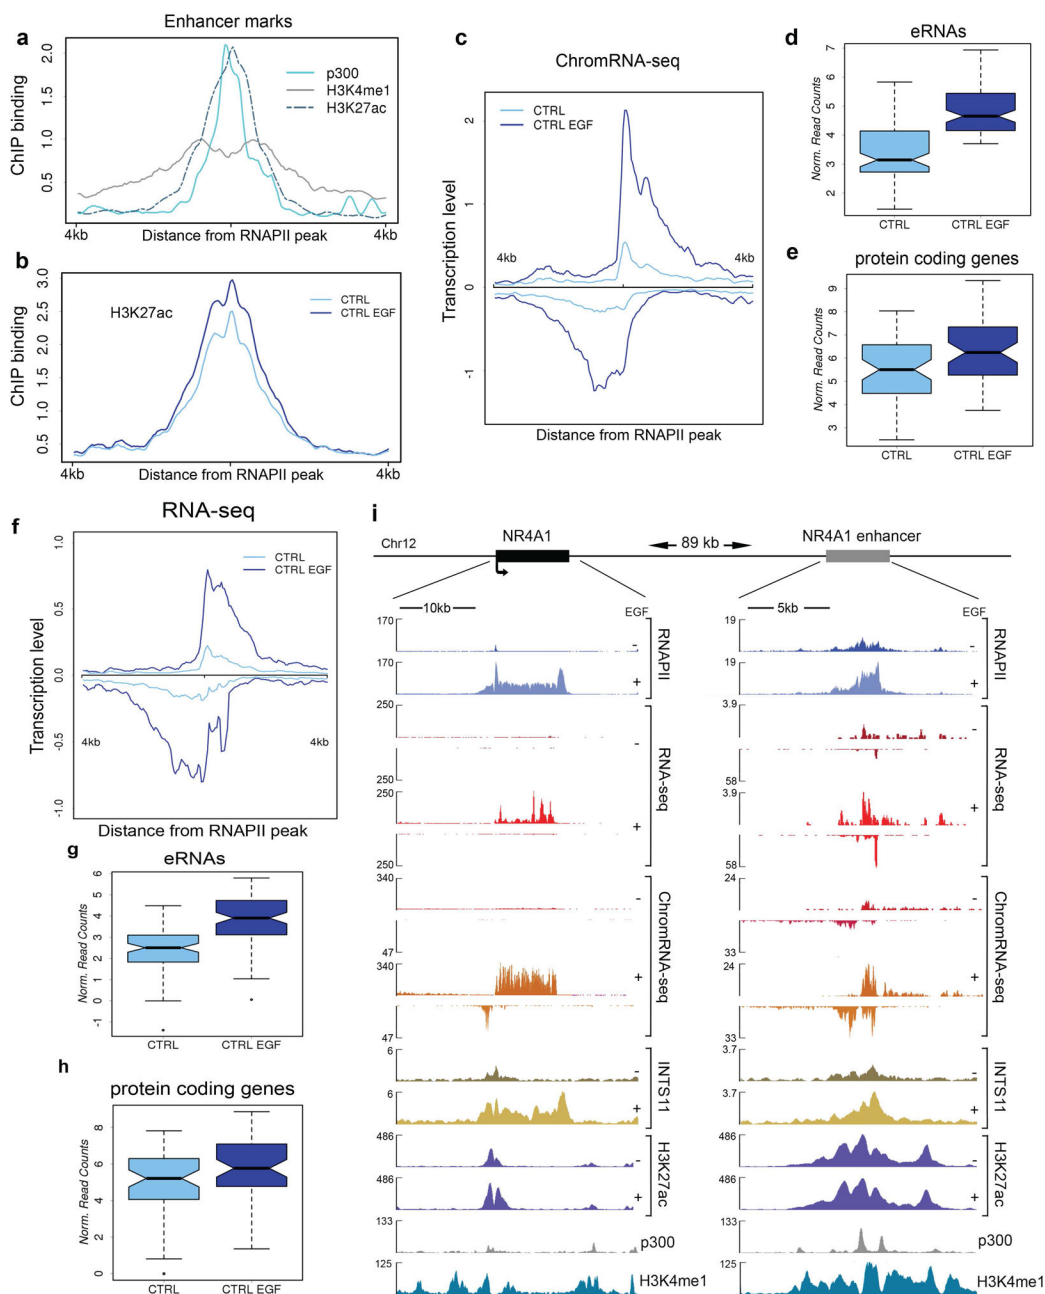 a
Enhancer marks
ChIP binding
2.0
1.5
1.0
0.5
p300
H3K4me1
H3K27ac
4kb
Distance from RNAPII peak
4kb
b
ChIP binding
3.0
2.5
2.0
1.5
1.0
0.5
H3K27ac
CTRL
CTRL EGF
4kb
Distance from RNAPII peak
4kb
c
ChromRNA-seq
Transcription level
2
1
0
-1
CTRL
CTRL EGF
4kb
4kb
Distance from RNAPII peak
d
eRNAs
Norm. Read Counts
7
6
5
4
3
2
CTRL
CTRL EGF
e
protein coding genes
Norm. Read Counts
9
8
7
6
5
4
3
CTRL
CTRL EGF
f
RNA-seq
Transcription level
1.0
0.5
0.0
-0.5
-1.0
CTRL
CTRL EGF
4kb
4kb
Distance from RNAPII peak
g
eRNAs
Norm. Read Counts
6
5
4
3
2
1
0
-1
CTRL
CTRL EGF
h
protein coding genes
Norm. Read Counts
8
6
4
2
0
CTRL
CTRL EGF
i
Chr12
NR4A1
89 kb
NR4A1 enhancer
10kb
EGF
5kb
EGF
170
-
RNAPII
19
-
RNAPII
170
+
19
+
250
-
RNA-seq
3.9
-
RNA-seq
250
58
250
+
3.9
+
250
58
340
-
ChromRNA-seq
24
-
ChromRNA-seq
47
33
340
+
24
+
47
33
6
-
INTS11
3.7
-
INTS11
6
+
3.7
+
486
-
H3K27ac
486
-
H3K27ac
486
+
486
+
133
p300
133
p300
125
H3K4me1
125
H3K4me1